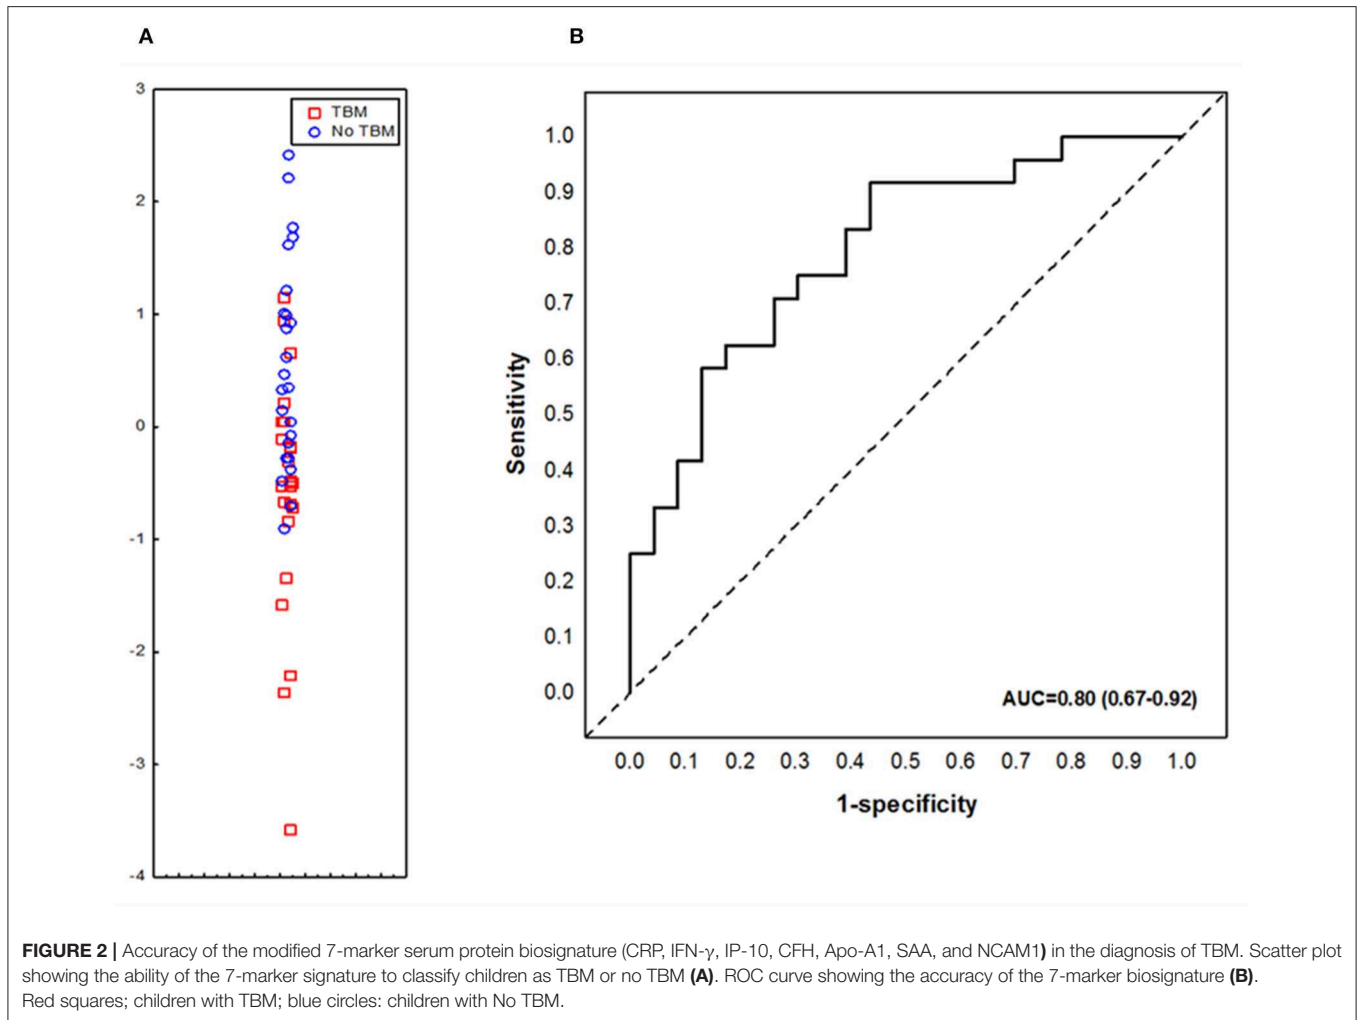 A
B
3
2
1
0
-1
-2
-3
-4
TBM
No TBM
1.0
0.9
0.8
0.7
0.6
0.5
0.4
0.3
0.2
0.1
0.0
Sensitivity
AUC=0.80 (0.67-0.92)
0.0 0.1 0.2 0.3 0.4 0.5 0.6 0.7 0.8 0.9 1.0
1-specificity
FIGURE 2 | Accuracy of the modified 7-marker serum protein biosignature (CRP, IFN-γ, IP-10, CFH, Apo-A1, SAA, and NCAM1) in the diagnosis of TBM. Scatter plot
showing the ability of the 7-marker signature to classify children as TBM or no TBM (A). ROC curve showing the accuracy of the 7-marker biosignature (B).
Red squares; children with TBM; blue circles: children with No TBM.